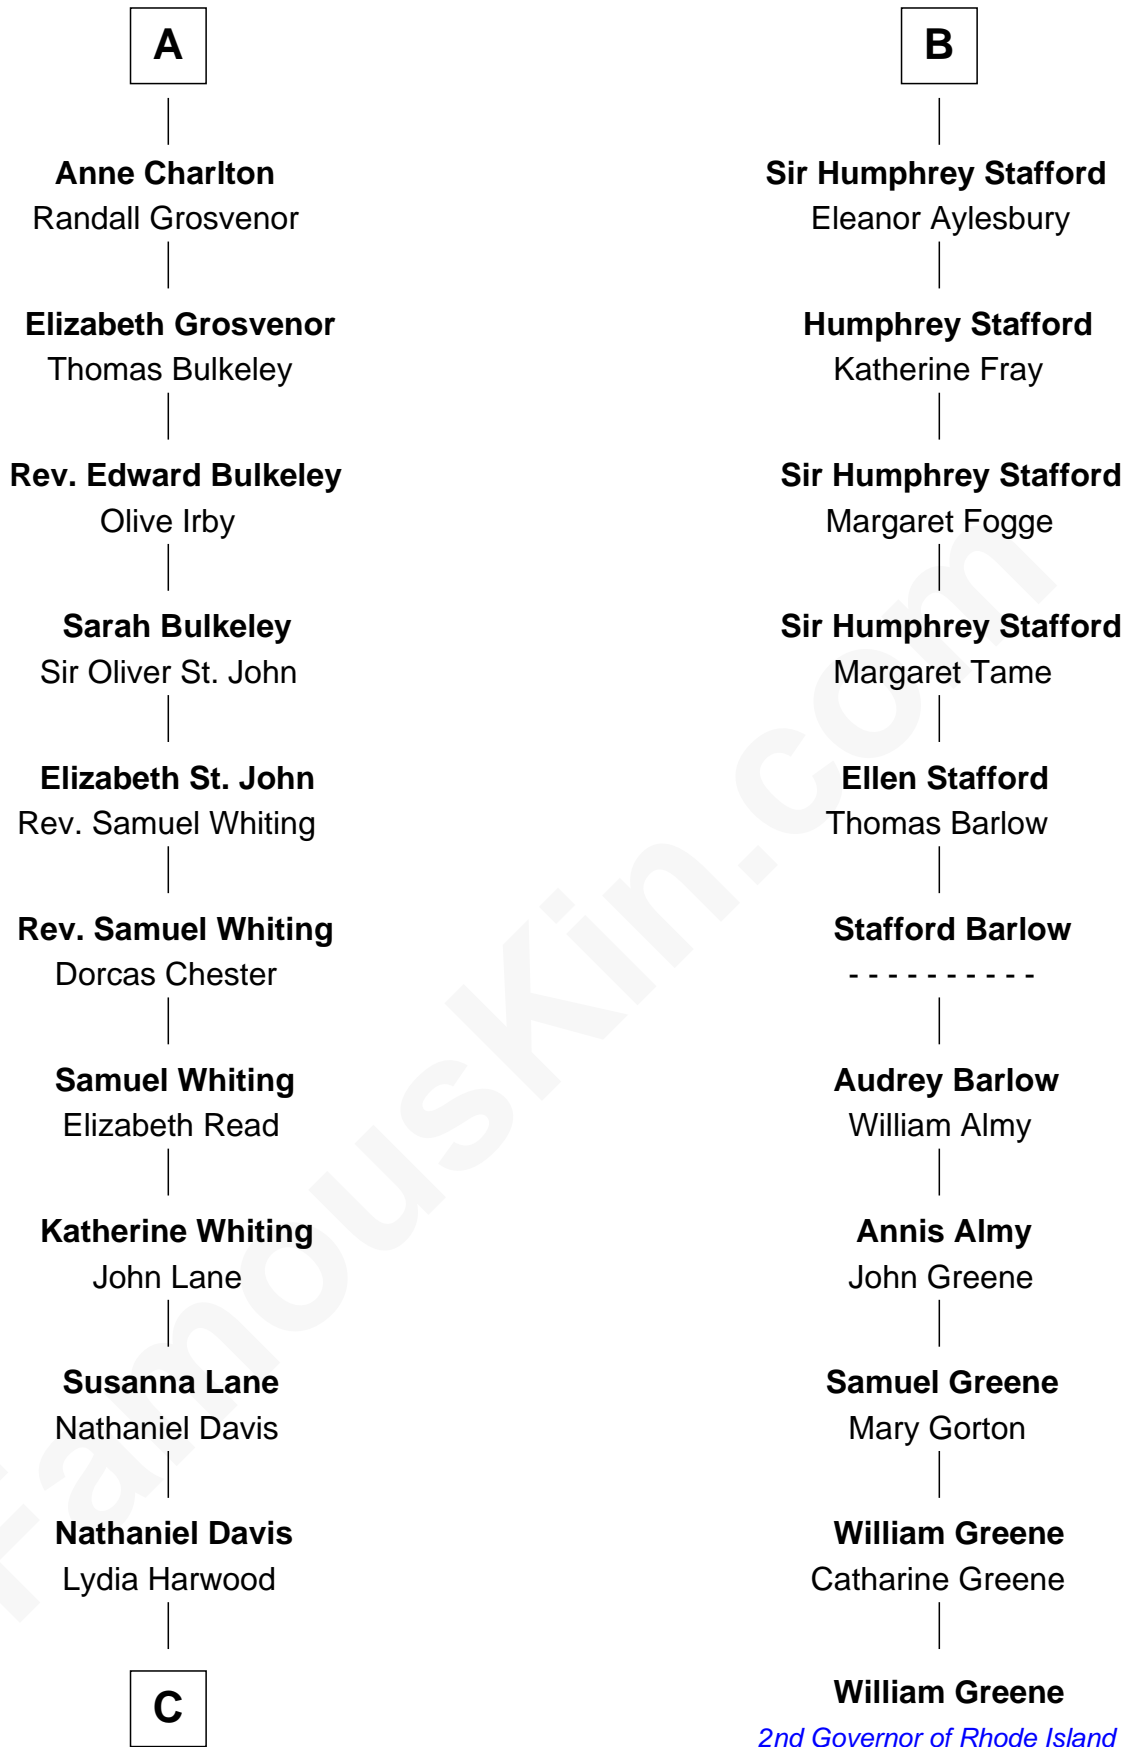 A
Anne Charlton
Randall Grosvenor
Elizabeth Grosvenor
Thomas Bulkeley
Rev. Edward Bulkeley
Olive Irby
Sarah Bulkeley
Sir Oliver St. John
Elizabeth St. John
Rev. Samuel Whiting
Rev. Samuel Whiting
Dorcas Chester
Samuel Whiting
Elizabeth Read
Katherine Whiting
John Lane
Susanna Lane
Nathaniel Davis
Nathaniel Davis
Lydia Harwood
C
B
Sir Humphrey Stafford
Eleanor Aylesbury
Humphrey Stafford
Katherine Fray
Sir Humphrey Stafford
Margaret Fogge
Sir Humphrey Stafford
Margaret Tame
Ellen Stafford
Thomas Barlow
Stafford Barlow
- - - - - - - - - -
Audrey Barlow
William Almy
Annis Almy
John Greene
Samuel Greene
Mary Gorton
William Greene
Catharine Greene
William Greene
2nd Governor of Rhode Island
FamousKin.com